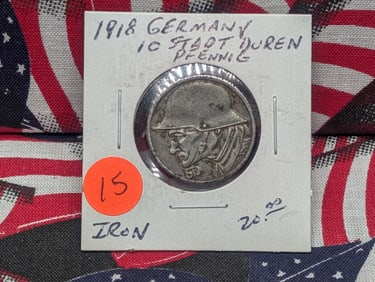 1918 GERMANY
10 STADT DUREN
PFENNIG
15
IRON
20.00